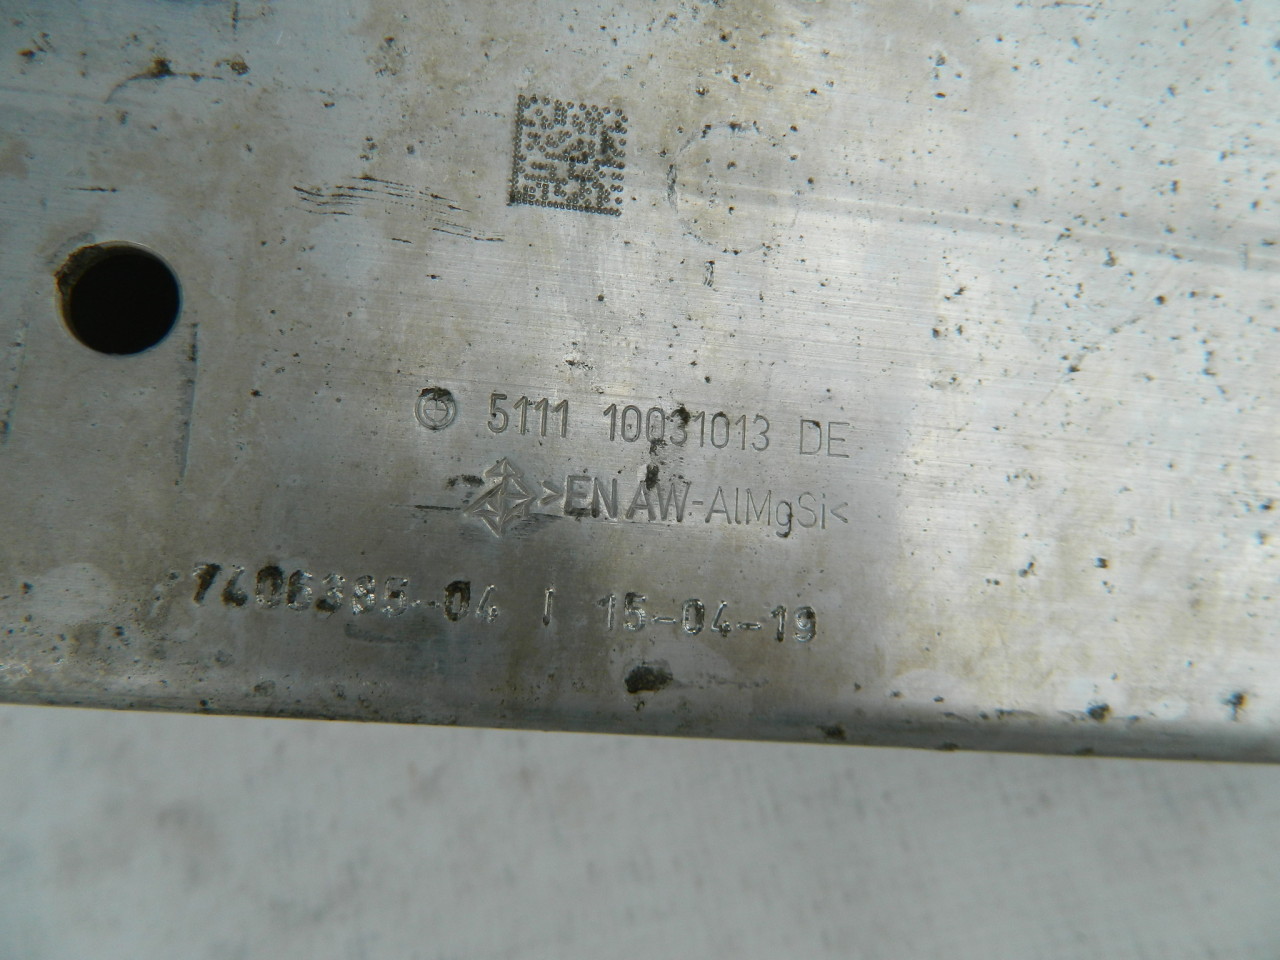 5111 10031013 DE
>EN AW-AlMgSi<
7406385-04 | 15-04-19